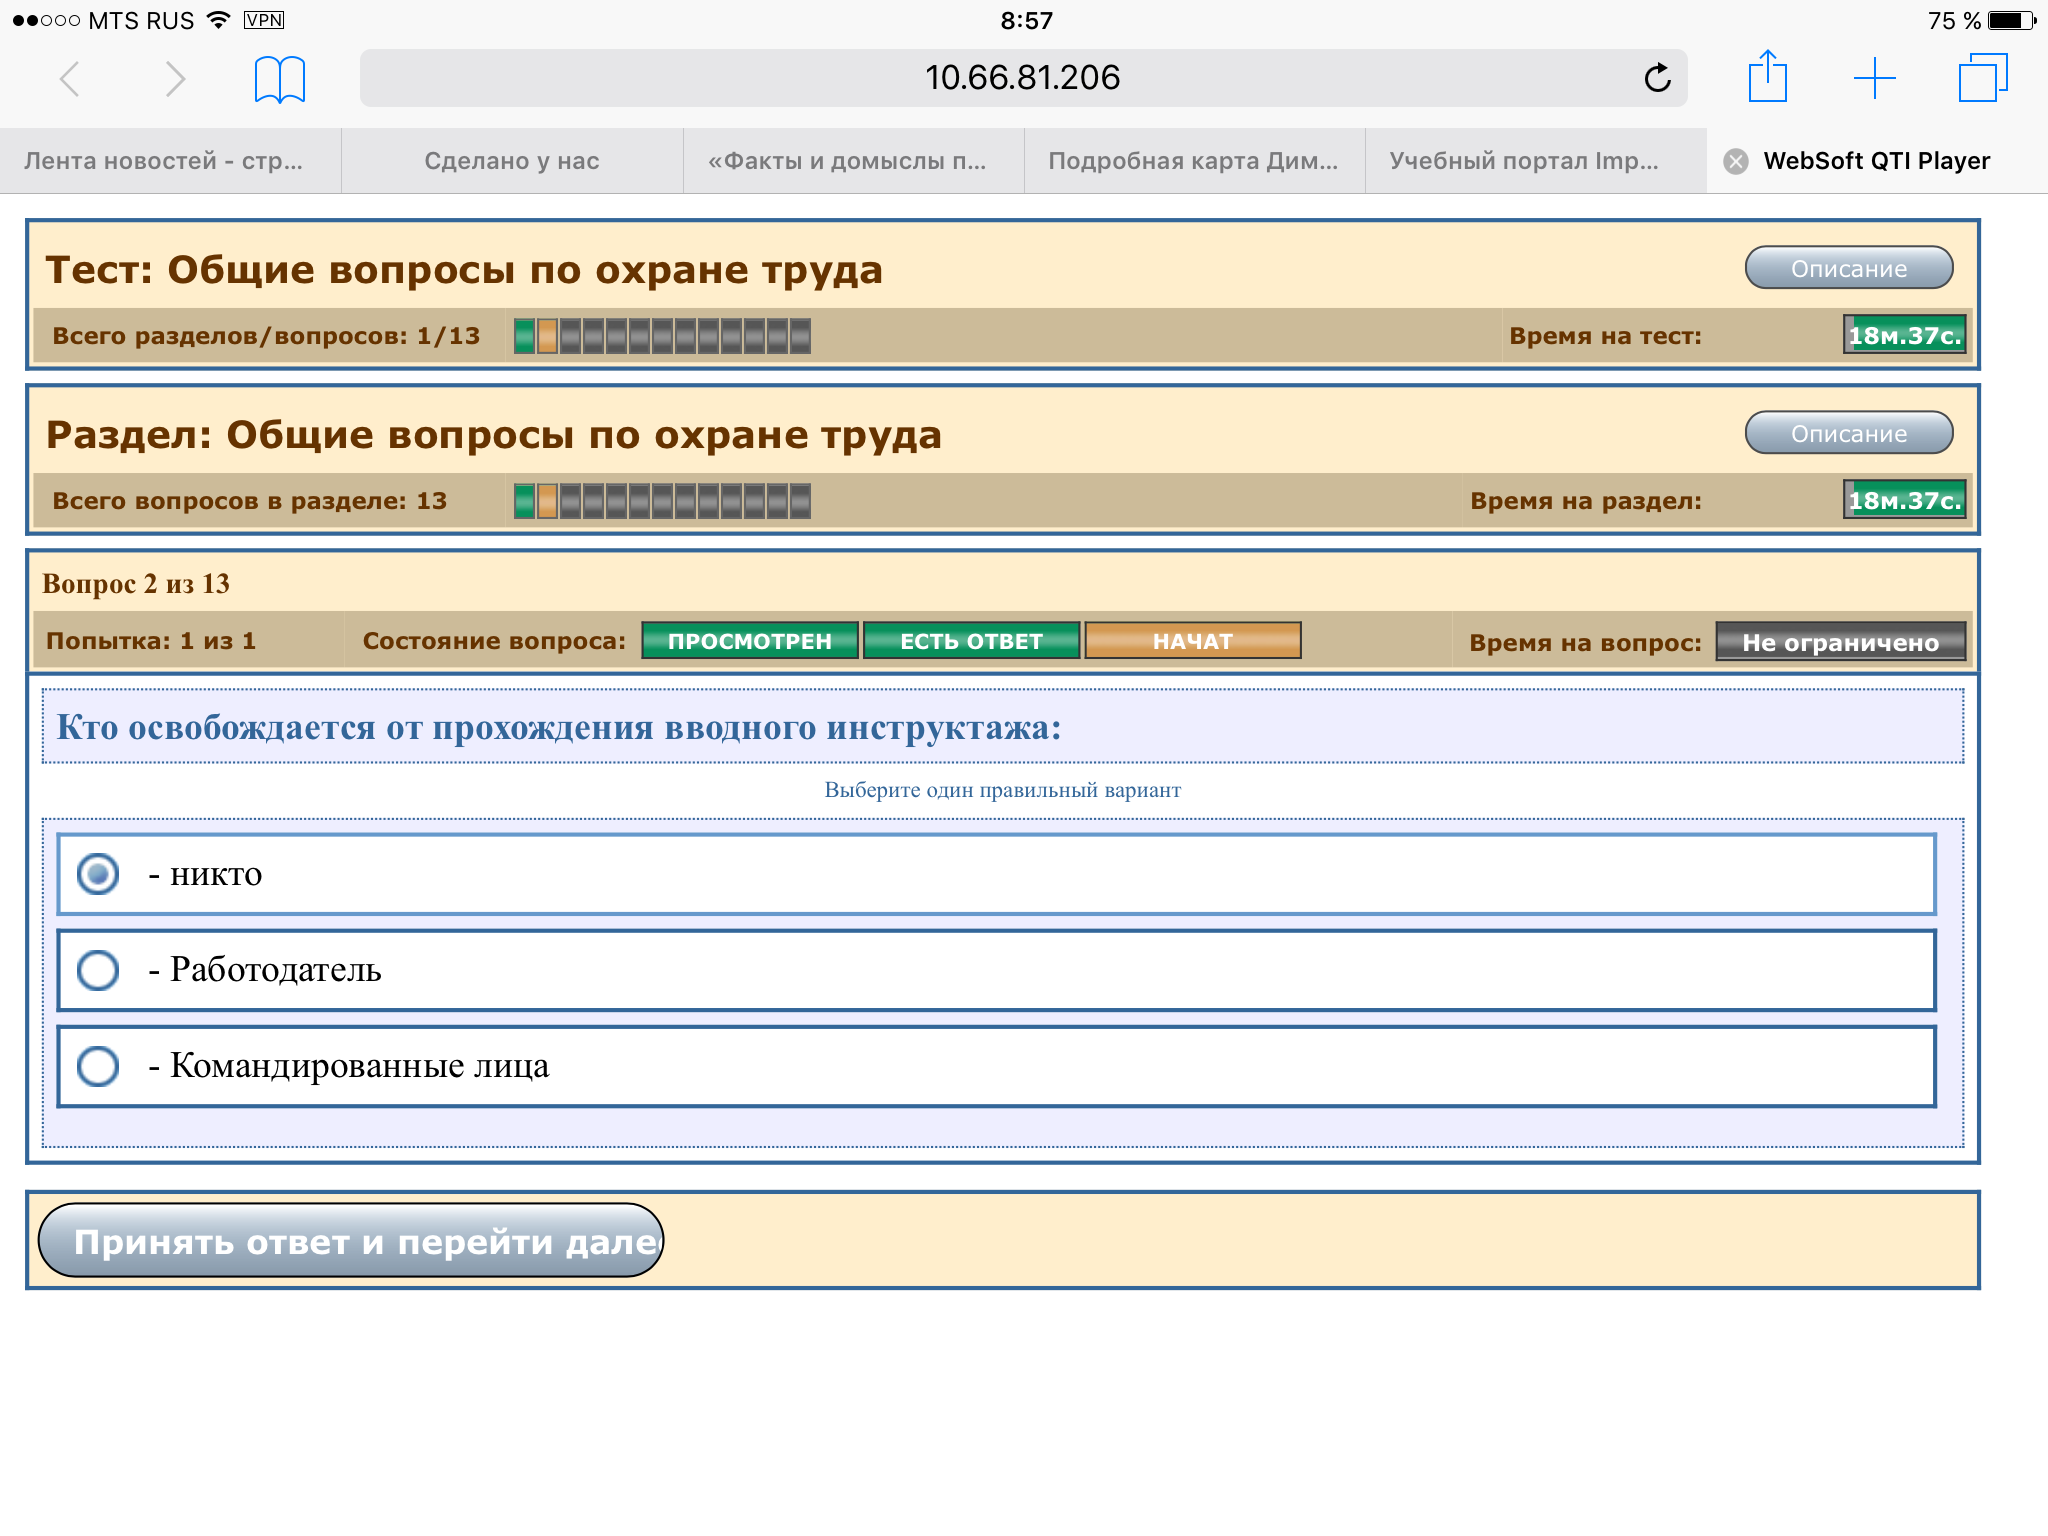 MTS RUS VPN 8:57 75 %
10.66.81.206
Лента новостей - стр... Сделано у нас «Факты и домыслы п... Подробная карта Дим... Учебный портал Imp... WebSoft QTI Player
Тест: Общие вопросы по охране труда Описание
Всего разделов/вопросов: 1/13 Время на тест: 18м.37с.
Раздел: Общие вопросы по охране труда Описание
Всего вопросов в разделе: 13 Время на раздел: 18м.37с.
Вопрос 2 из 13
Попытка: 1 из 1 Состояние вопроса: ПРОСМОТРЕН ЕСТЬ ОТВЕТ НАЧАТ Время на вопрос: Не ограничено
Кто освобождается от прохождения вводного инструктажа:
Выберите один правильный вариант
- никто
- Работодатель
- Командированные лица
Принять ответ и перейти дале